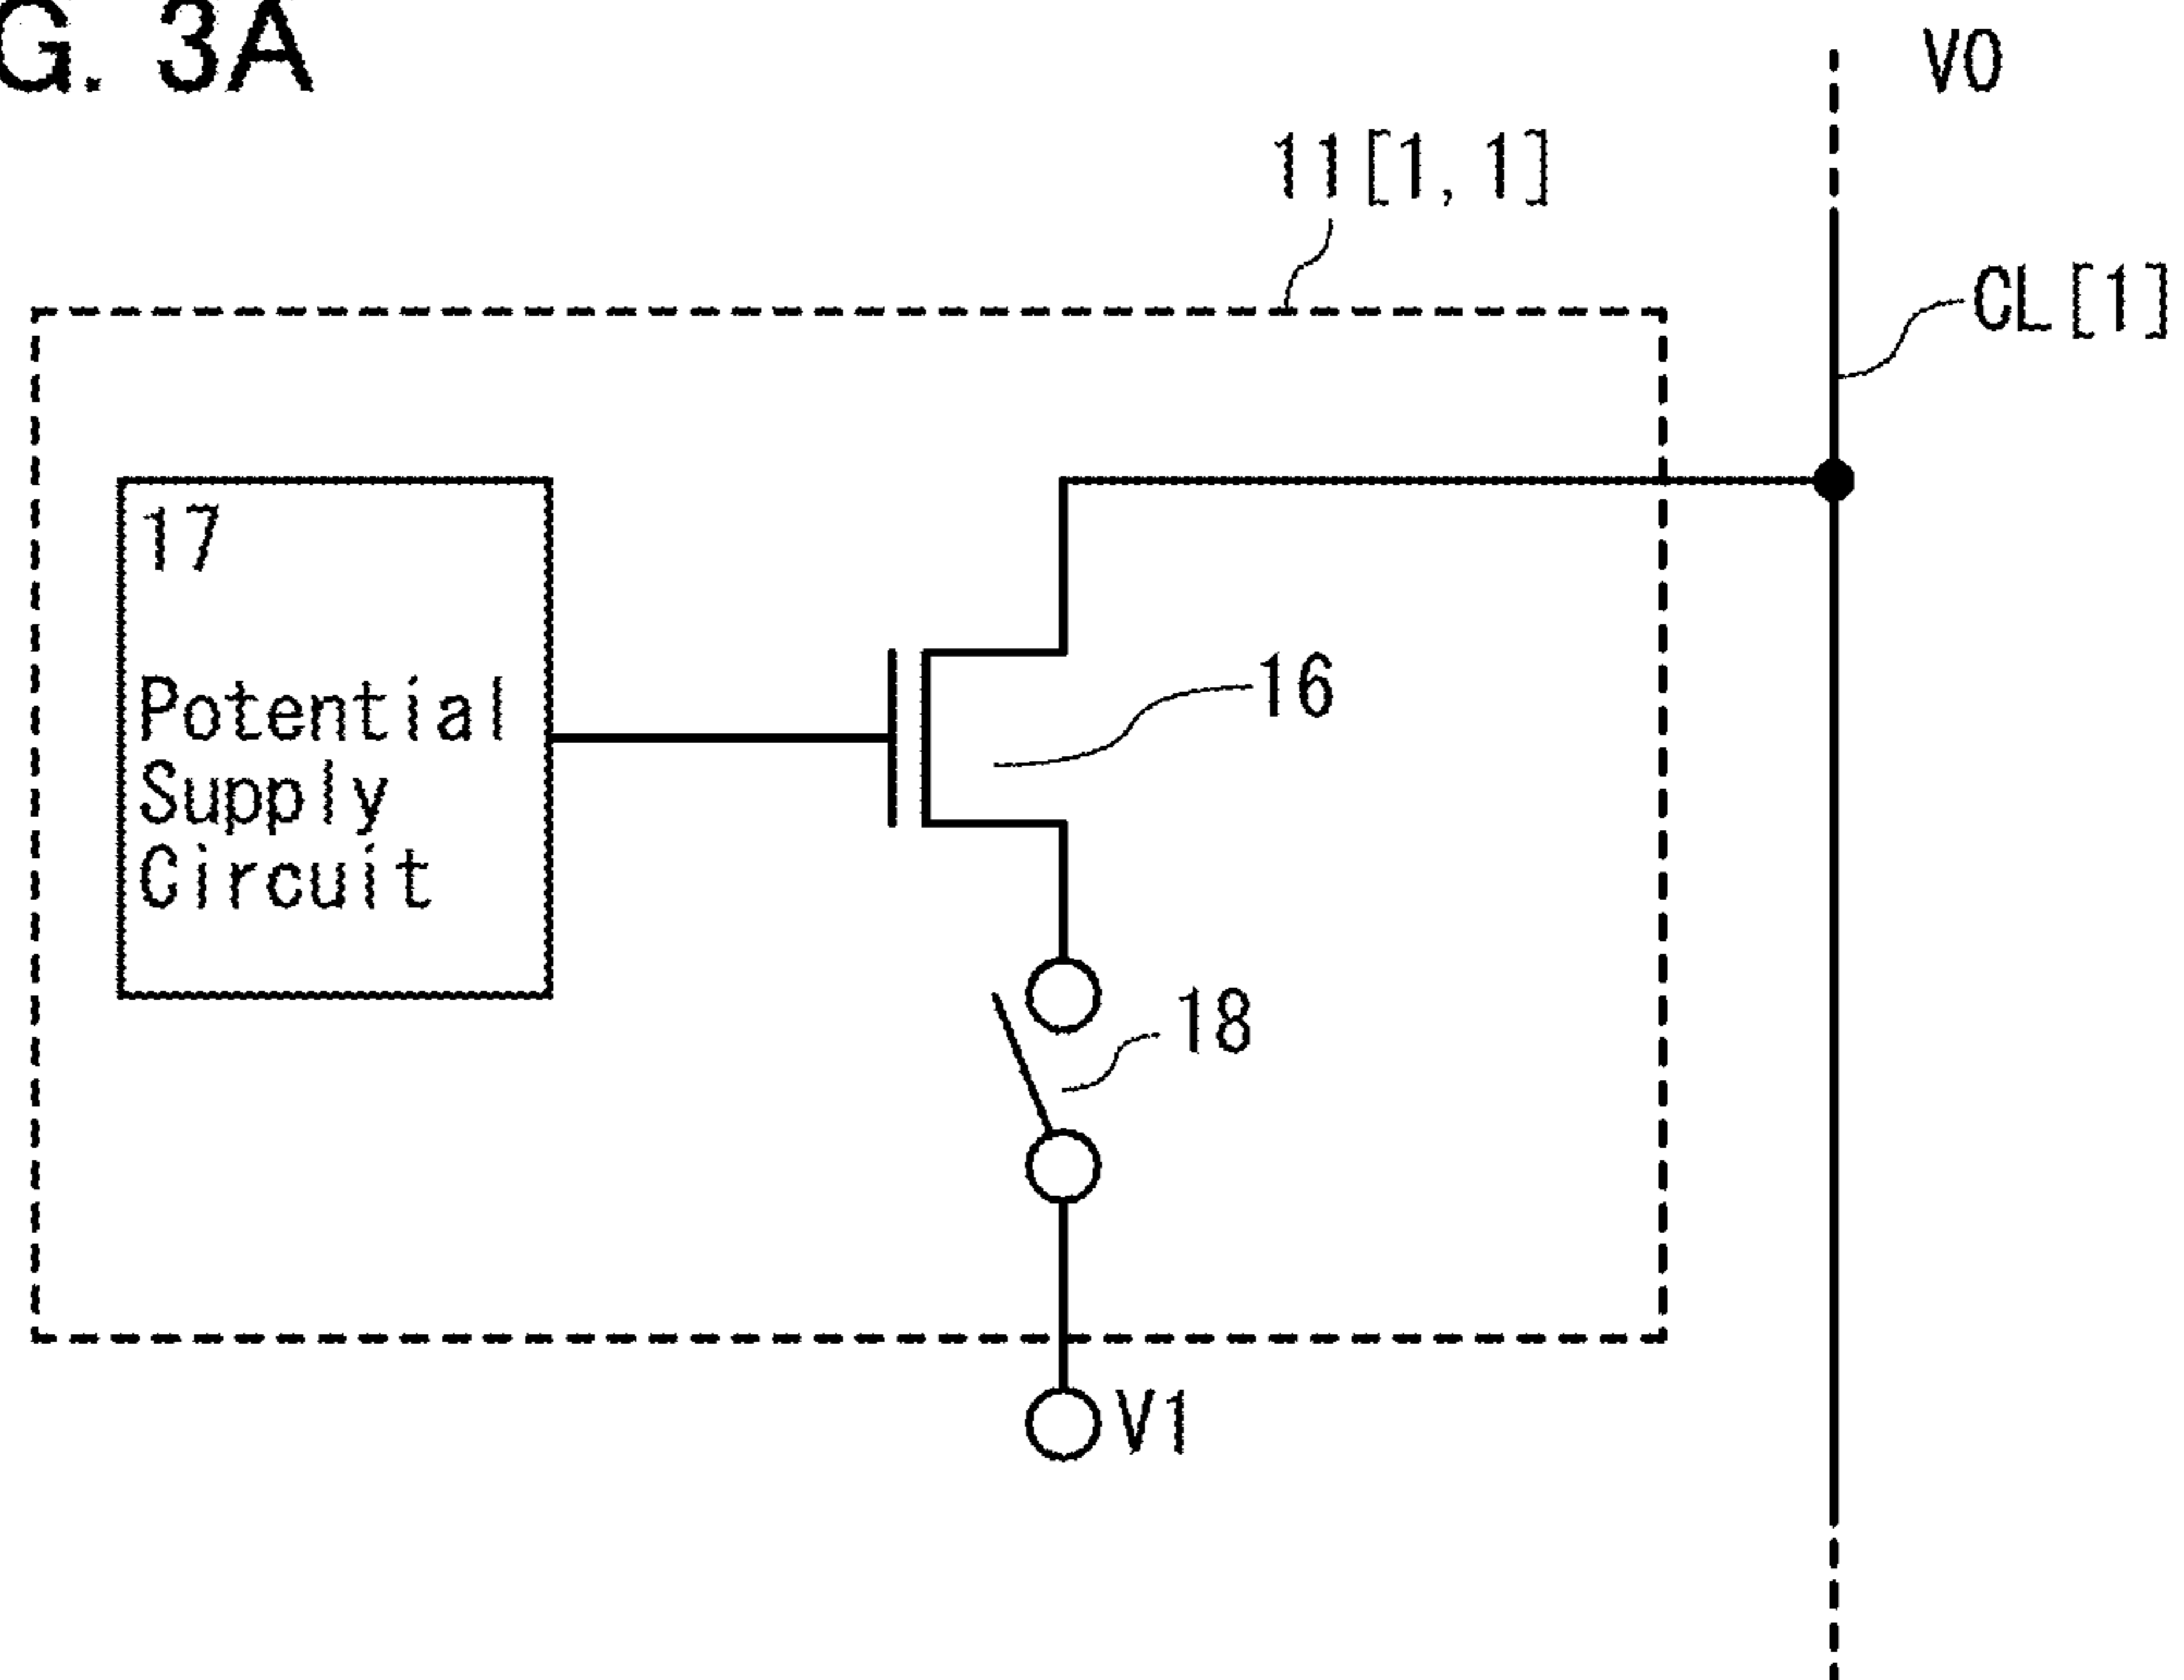 G. 3A
V0
11[1, 1]
CL[1]
17
Potential
Supply
Circuit
16
18
V1